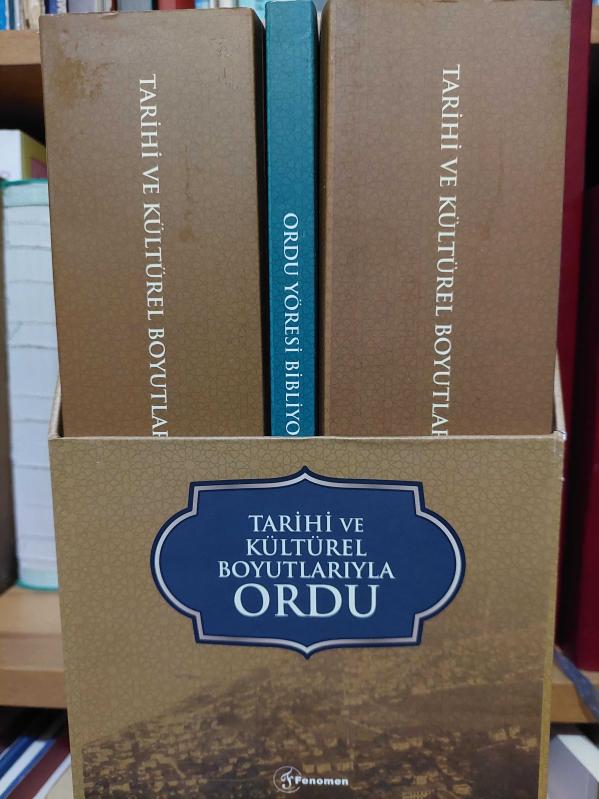 TARİHİ VE KÜLTÜREL BOYUTLAR
ORDU YÖRESİ BİBLİYO
TARİHİ VE KÜLTÜREL BOYUTLAR
TARİHİ VE
KÜLTÜREL
BOYUTLARIYLA
ORDU
Fenomen